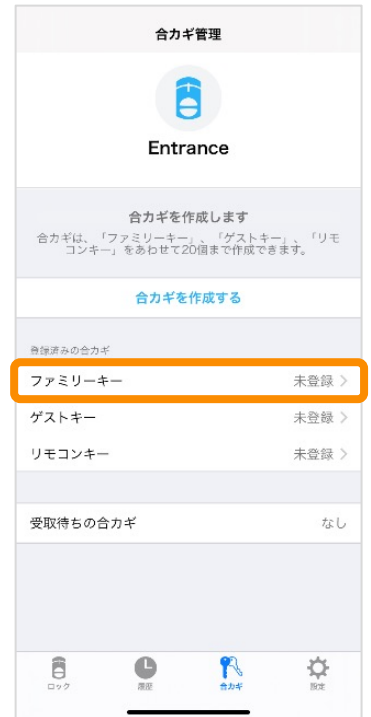 合カギ管理
Entrance
合カギを作成します
合カギは、「ファミリーキー」、「ゲストキー」、「リモ
コンキー」をあわせて20個まで作成できます。
合カギを作成する
登録済みの合カギ
ファミリーキー 未登録
ゲストキー 未登録
リモコンキー 未登録
受取待ちの合カギ なし
ロック 履歴 合カギ 設定